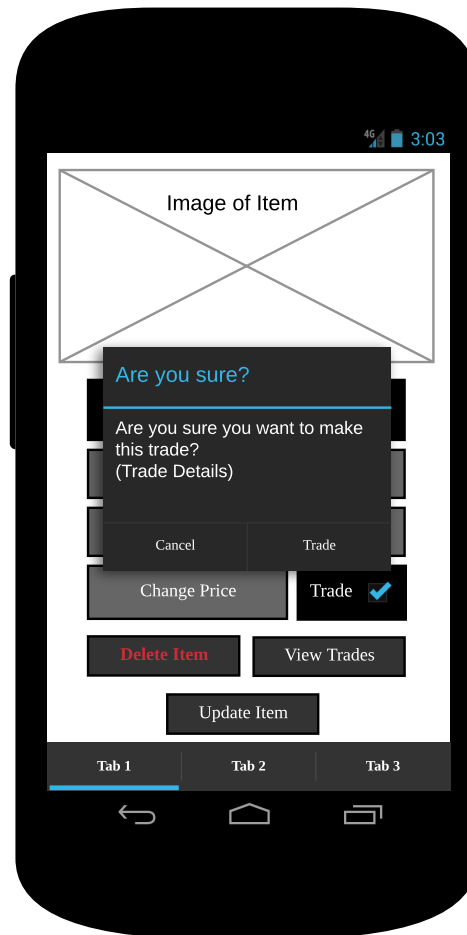 4G 3:03
Image of Item
Are you sure?
Are you sure you want to make
this trade?
(Trade Details)
Cancel Trade
Change Price Trade
Delete Item View Trades
Update Item
Tab 1 Tab 2 Tab 3